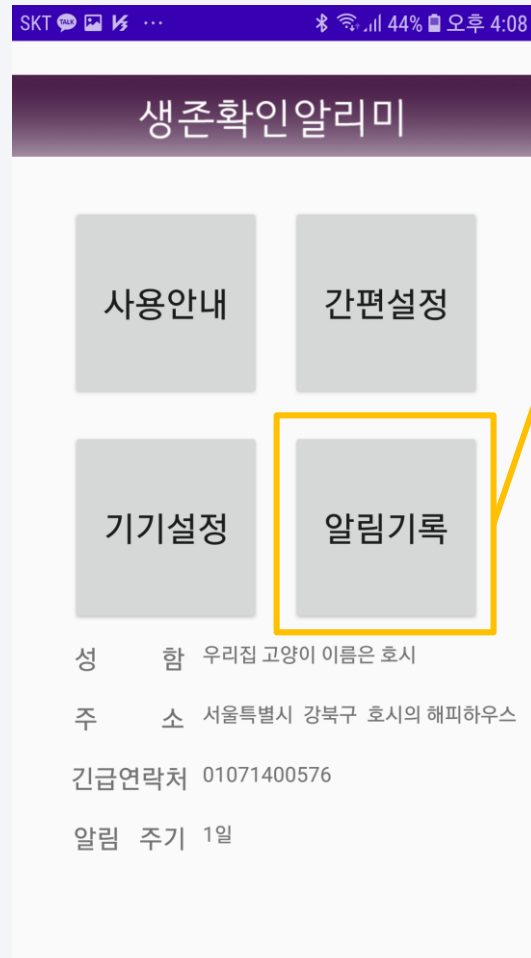 SKT TALK ··· 44% 오후 4:08
생존확인알리미
사용안내 간편설정
기기설정 알림기록
성 함 우리집 고양이 이름은 호시
주 소 서울특별시 강북구 호시의 해피하우스
긴급연락처 01071400576
알림 주기 1일